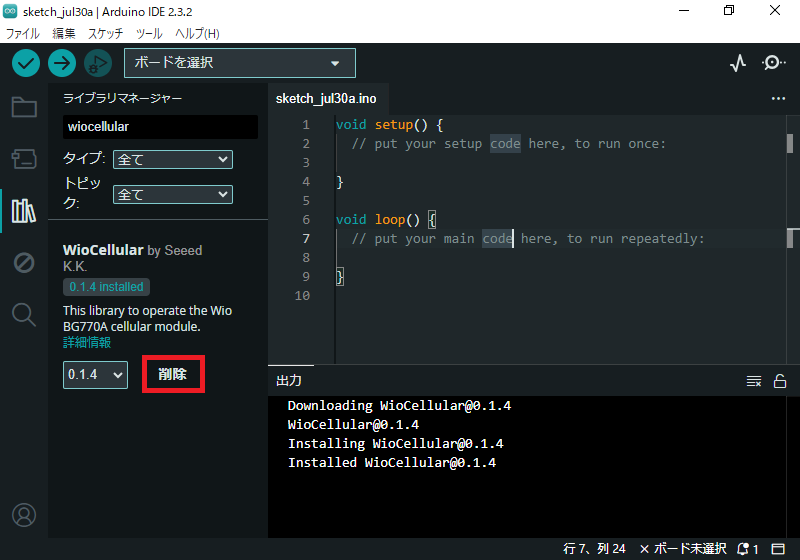 sketch_jul30a | Arduino IDE 2.3.2
ファイル 編集 スケッチ ツール ヘルプ(H)
ボードを選択
ライブラリマネージャー
wiocellular
タイプ: 全て
トピッ
ク: 全て
WioCellular by Seeed
K.K.
0.1.4 installed
This library to operate the Wio
BG770A cellular module.
詳細情報
0.1.4 削除
sketch_jul30a.ino
1 void setup() {
2 // put your setup code here, to run once:
3
4 }
5
6 void loop() {
7 // put your main code here, to run repeatedly:
8
9 }
10
出力
Downloading WioCellular@0.1.4
WioCellular@0.1.4
Installing WioCellular@0.1.4
Installed WioCellular@0.1.4
行 7、列 24 × ボード未選択 1